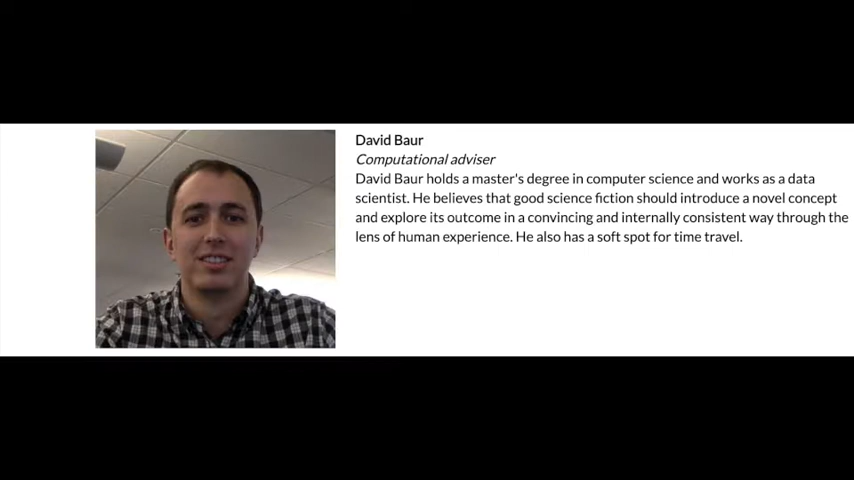 David Baur
Computational adviser
David Baur holds a master's degree in computer science and works as a data
scientist. He believes that good science fiction should introduce a novel concept
and explore its outcome in a convincing and internally consistent way through the
lens of human experience. He also has a soft spot for time travel.